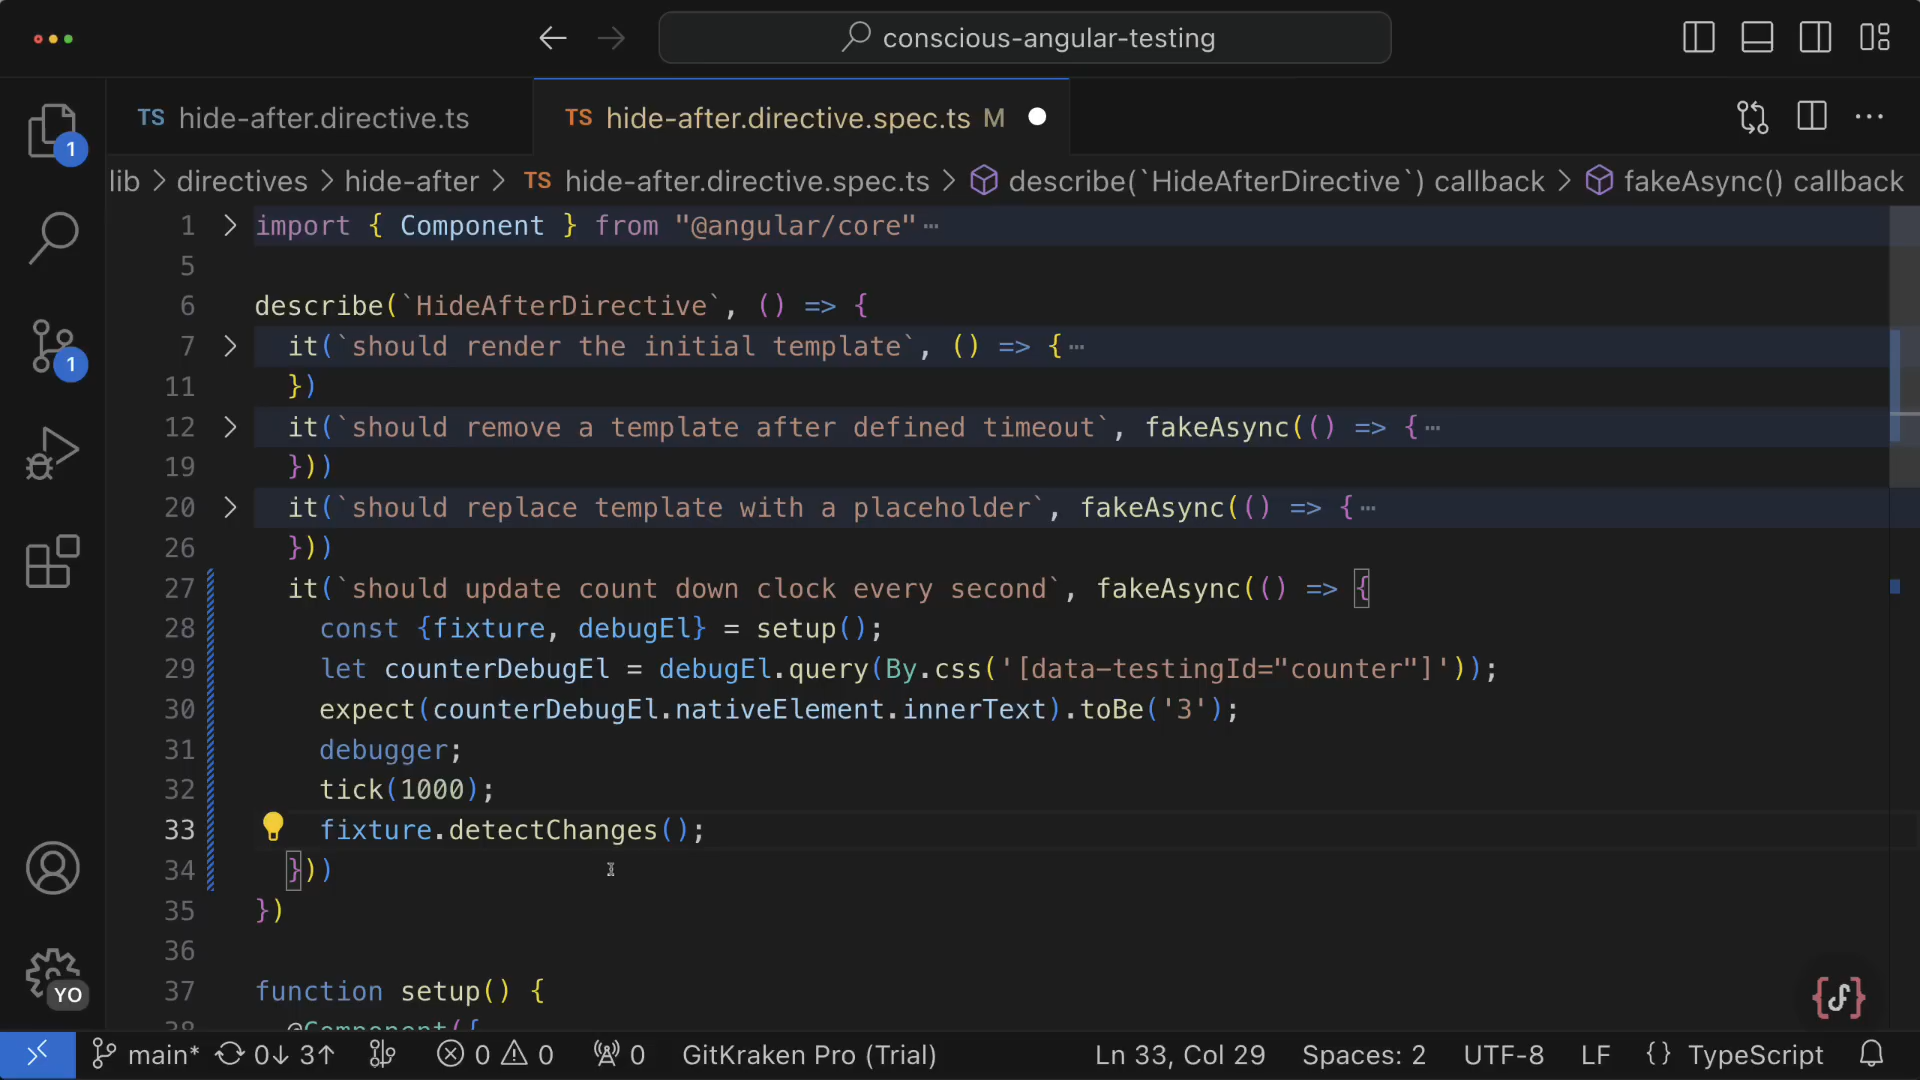 conscious-angular-testing
TS hide-after.directive.ts
TS hide-after.directive.spec.ts M
lib > directives > hide-after > TS hide-after.directive.spec.ts > describe(`HideAfterDirective`) callback > fakeAsync() callback
1 import { Component } from "@angular/core"…
5
6 describe(`HideAfterDirective`, () => {
7 it(`should render the initial template`, () => {…
11 })
12 it(`should remove a template after defined timeout`, fakeAsync(() => {…
19 }))
20 it(`should replace template with a placeholder`, fakeAsync(() => {…
26 }))
27 it(`should update count down clock every second`, fakeAsync(() => {
28 const {fixture, debugEl} = setup();
29 let counterDebugEl = debugEl.query(By.css('[data-testingId="counter"]'));
30 expect(counterDebugEl.nativeElement.innerText).toBe('3');
31 debugger;
32 tick(1000);
33 fixture.detectChanges();
34 }))
35 })
36
37 function setup() {
38 @Component({
1
1
YO
main* 0↓ 3↑ 0 0 0 GitKraken Pro (Trial) Ln 33, Col 29 Spaces: 2 UTF-8 LF {} TypeScript